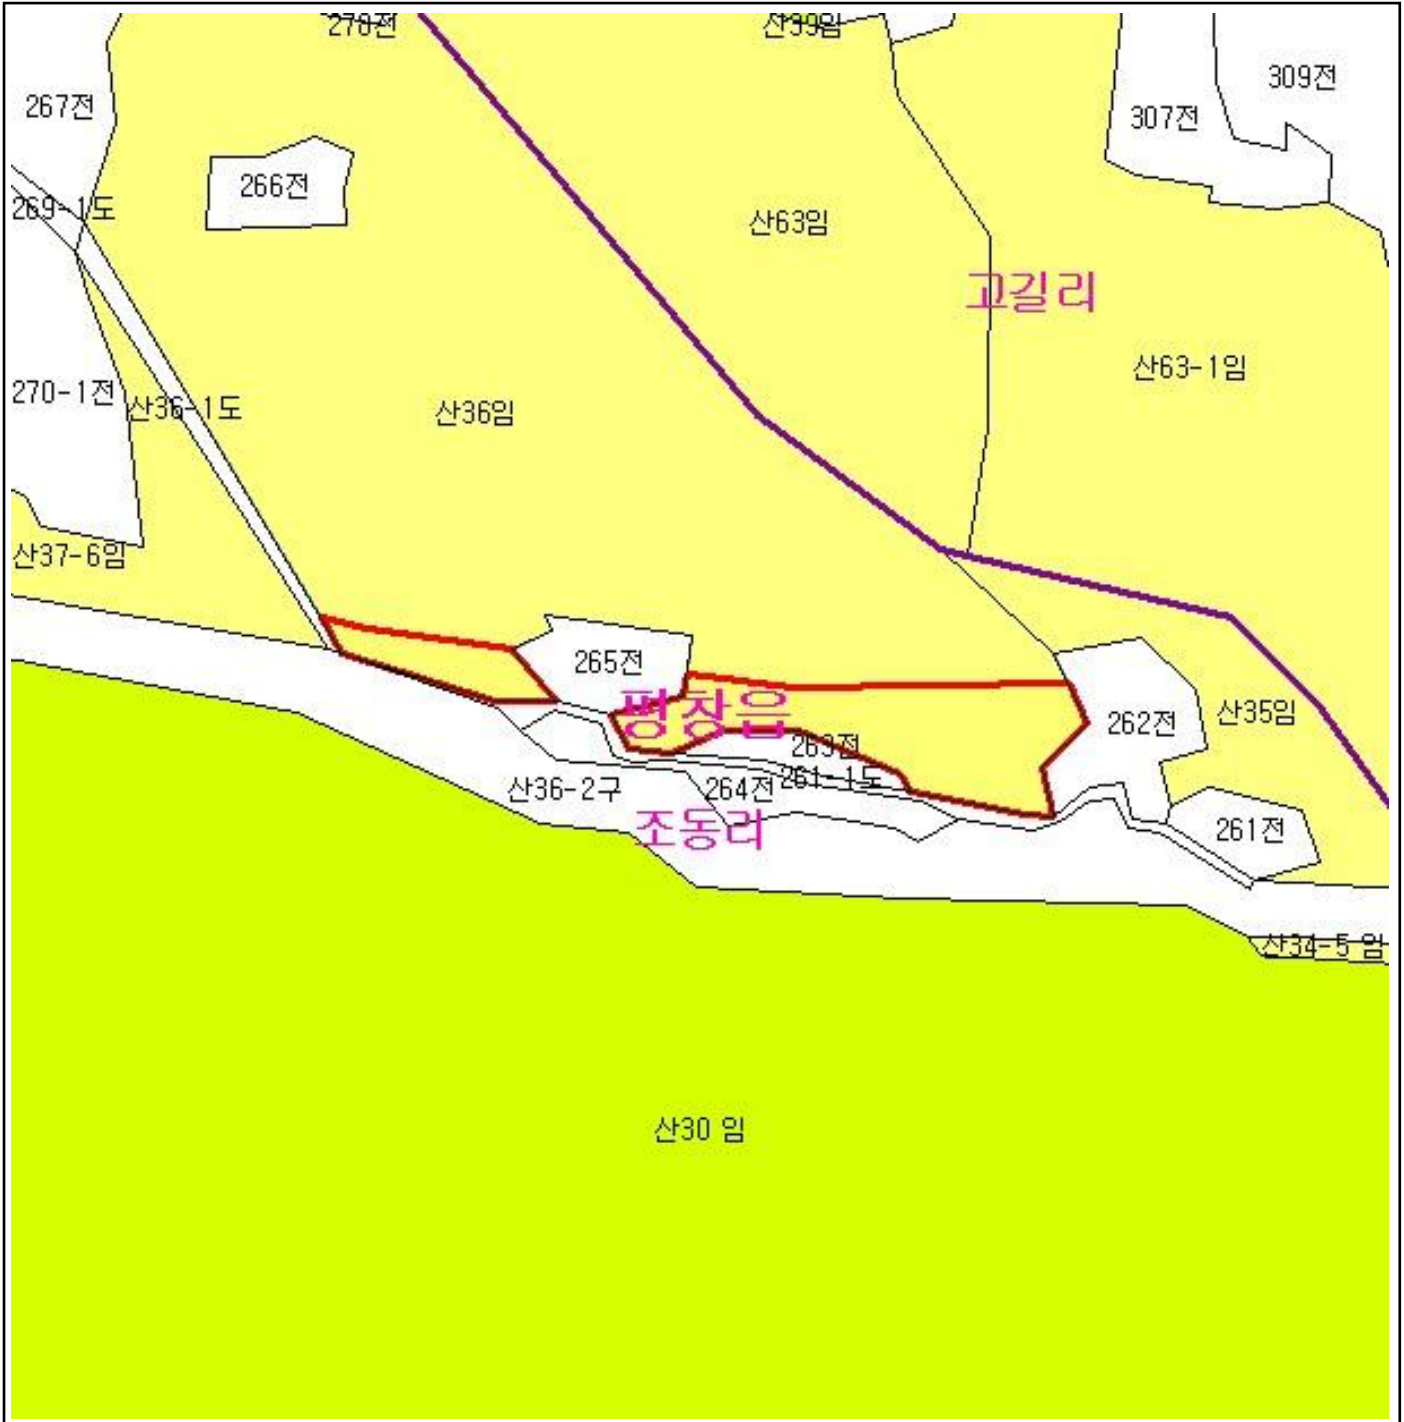 270전
산39임
267전
309전
307전
266전
269-1도
산63임
고길리
산63-1임
270-1전
산36-1도
산36임
산37-6임
265전
평창읍
262전
산35임
263전
261-1도
산36-2구
264전
조동리
261전
산34-5 임
산30 임